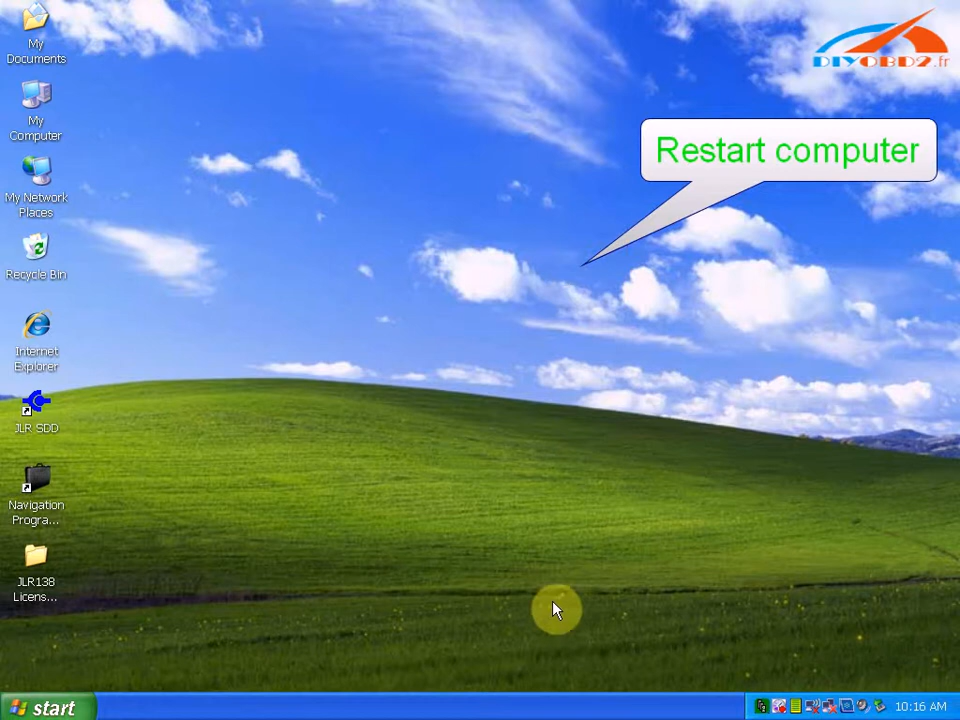 My
Documents
DIYOBD2.fr
My
Computer
Restart computer
My Network
Places
Recycle Bin
Internet
Explorer
JLR SDD
Navigation
Progra...
JLR138
Licens...
start
10:16 AM